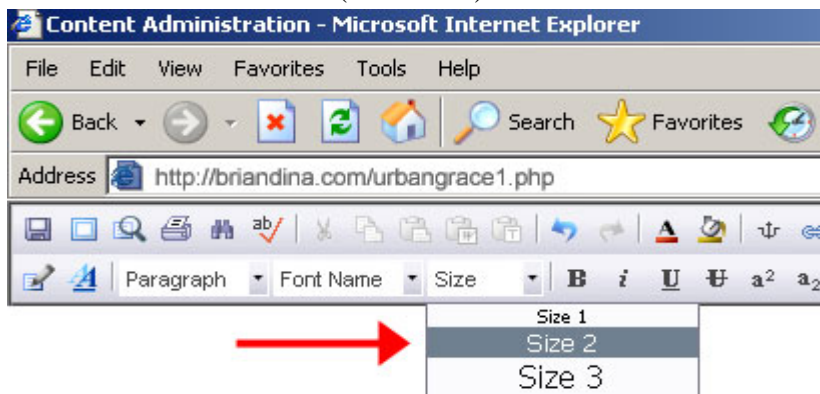 Content Administration - Microsoft Internet Explorer
File Edit View Favorites Tools Help
Back Search Favorites
Address http://briandina.com/urbangrace1.php
Paragraph Font Name Size B i U U a² a₂
Size 1
Size 2
Size 3